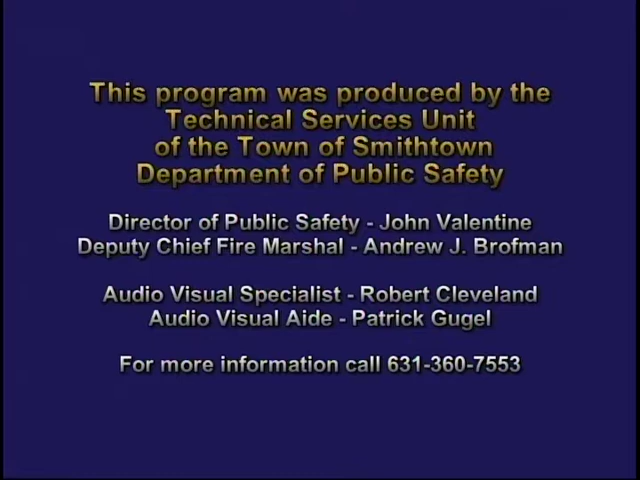 This program was produced by the
Technical Services Unit
of the Town of Smithtown
Department of Public Safety
Director of Public Safety - John Valentine
Deputy Chief Fire Marshal - Andrew J. Brofman
Audio Visual Specialist - Robert Cleveland
Audio Visual Aide - Patrick Gugel
For more information call 631-360-7553